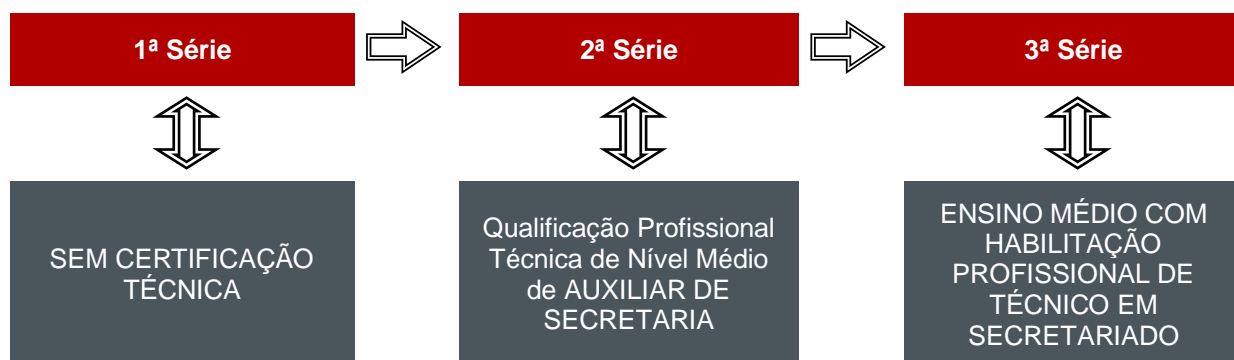 1ª Série
2ª Série
3ª Série
SEM CERTIFICAÇÃO
TÉCNICA
Qualificação Profissional
Técnica de Nível Médio
de AUXILIAR DE
SECRETARIA
ENSINO MÉDIO COM
HABILITAÇÃO
PROFISSIONAL DE
TÉCNICO EM
SECRETARIADO